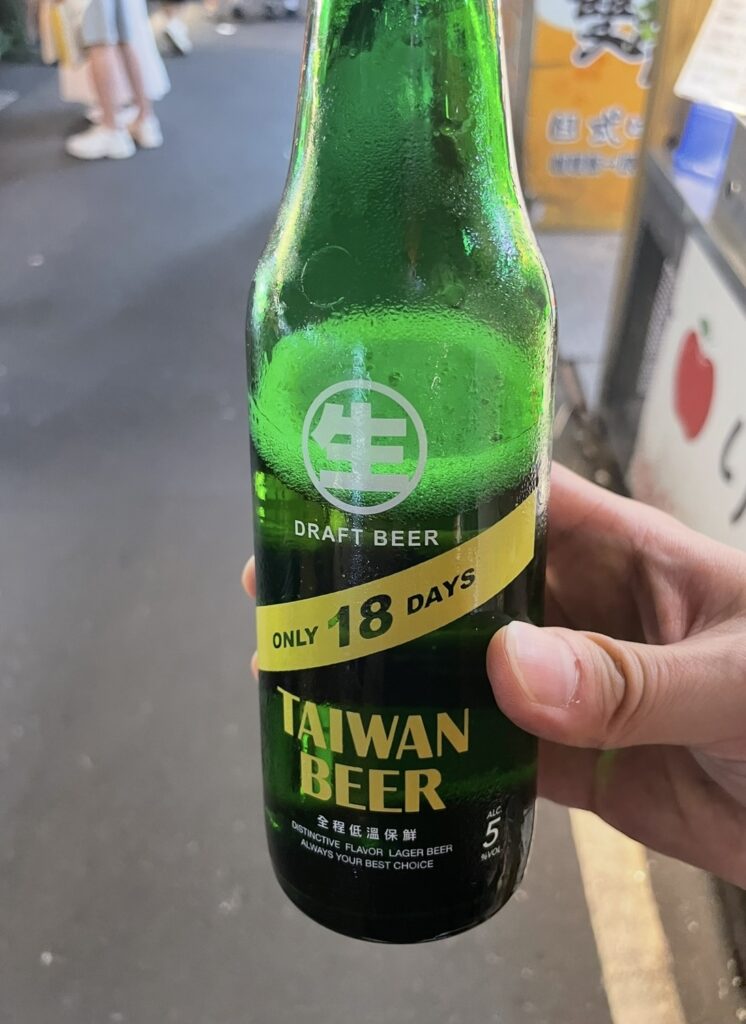 生
DRAFT BEER
ONLY 18 DAYS
TAIWAN
BEER
全程低溫保鮮
DISTINCTIVE FLAVOR LAGER BEER
ALWAYS YOUR BEST CHOICE
ALC.
5
%VOL